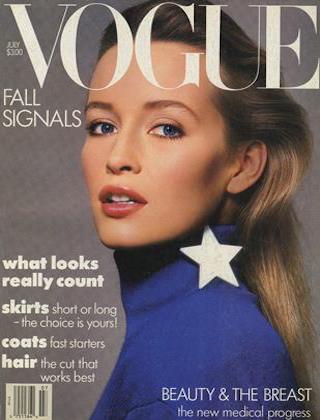 VOGUE
JULY
$3.00
FALL
SIGNALS
what looks
really count
skirts short or long
– the choice is yours!
coats fast starters
hair the cut that
works best
BEAUTY & THE BREAST
the new medical progress
07